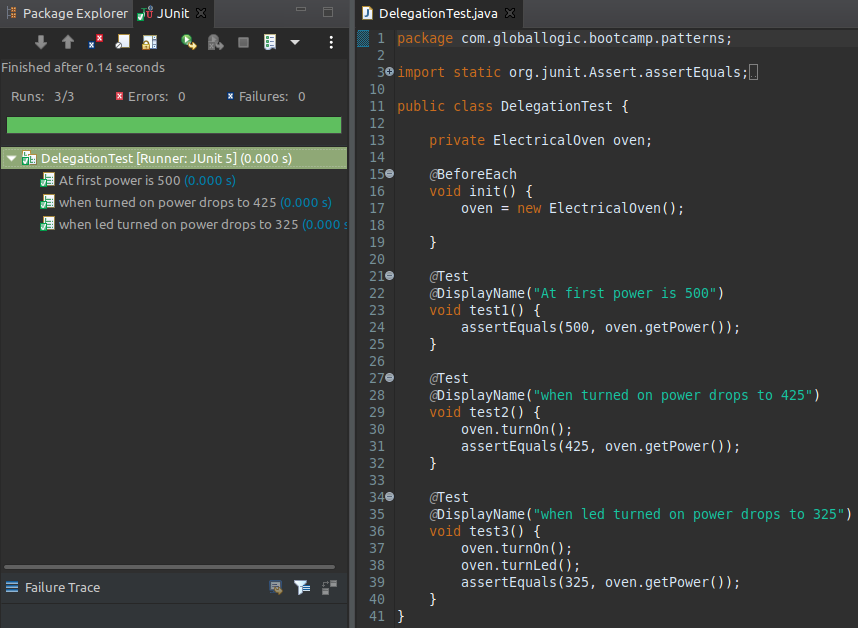 Package Explorer
JUnit
Finished after 0.14 seconds
Runs: 3/3
Errors: 0
Failures: 0
DelegationTest [Runner: JUnit 5] (0.000 s)
At first power is 500 (0.000 s)
when turned on power drops to 425 (0.000 s)
when led turned on power drops to 325 (0.000 s
Failure Trace
DelegationTest.java
1 package com.globallogic.bootcamp.patterns;
2
3 import static org.junit.Assert.assertEquals;
10
11 public class DelegationTest {
12
13 private ElectricalOven oven;
14
15 @BeforeEach
16 void init() {
17 oven = new ElectricalOven();
18
19 }
20
21 @Test
22 @DisplayName("At first power is 500")
23 void test1() {
24 assertEquals(500, oven.getPower());
25 }
26
27 @Test
28 @DisplayName("when turned on power drops to 425")
29 void test2() {
30 oven.turnOn();
31 assertEquals(425, oven.getPower());
32 }
33
34 @Test
35 @DisplayName("when led turned on power drops to 325")
36 void test3() {
37 oven.turnOn();
38 oven.turnLed();
39 assertEquals(325, oven.getPower());
40 }
41 }